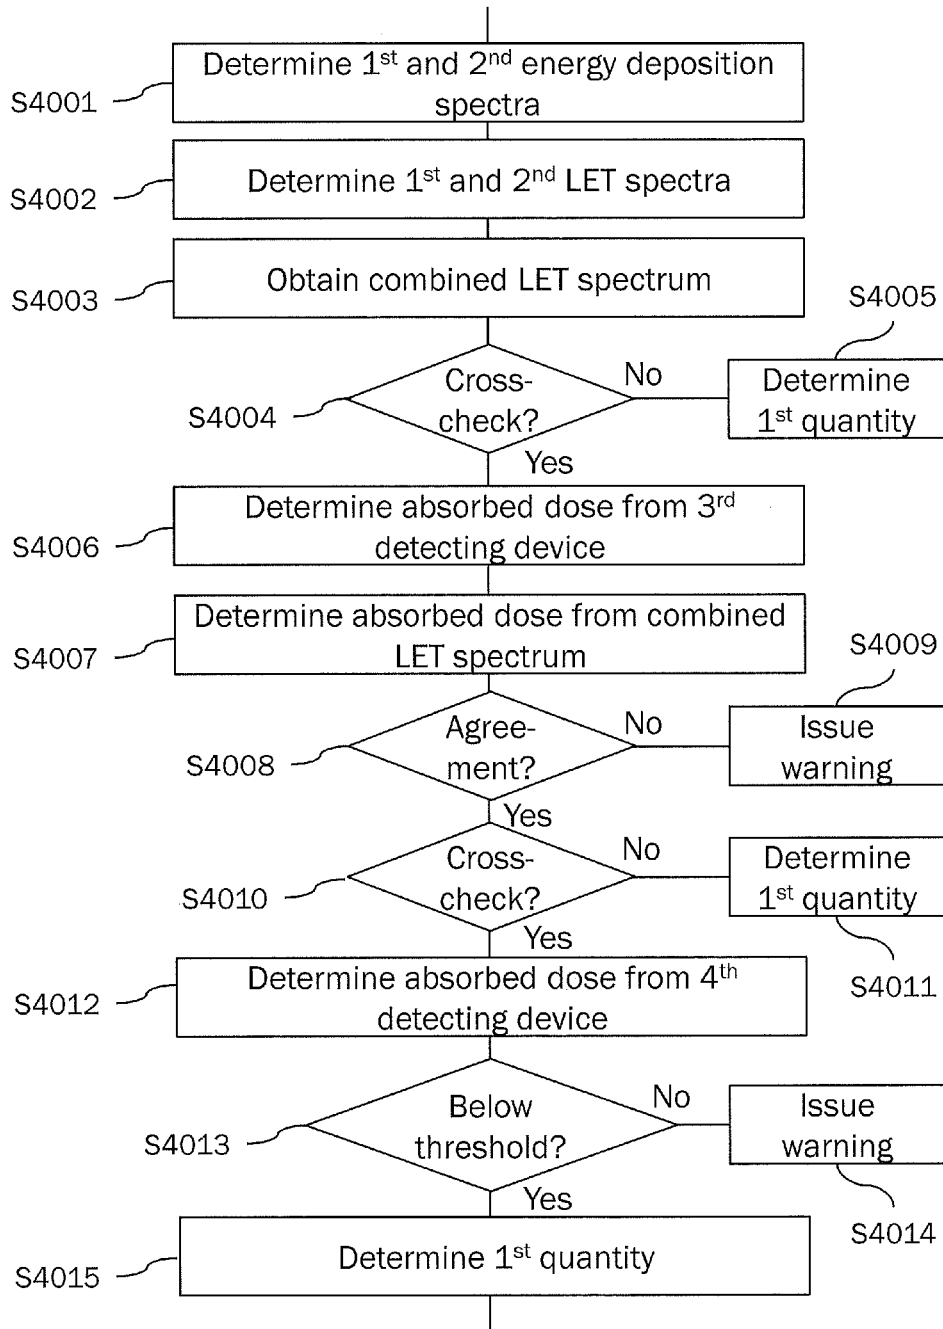 Determine 1st and 2nd energy deposition
spectra
S4001
Determine 1st and 2nd LET spectra
S4002
Obtain combined LET spectrum
S4003
S4005
Cross-
check?
No
Determine
1st quantity
S4004
Yes
Determine absorbed dose from 3rd
detecting device
S4006
Determine absorbed dose from combined
LET spectrum
S4007
S4009
Agree-
ment?
No
Issue
warning
S4008
Yes
Cross-
check?
No
Determine
1st quantity
S4010
Yes
S4011
Determine absorbed dose from 4th
detecting device
S4012
Below
threshold?
No
Issue
warning
S4013
Yes
S4014
Determine 1st quantity
S4015